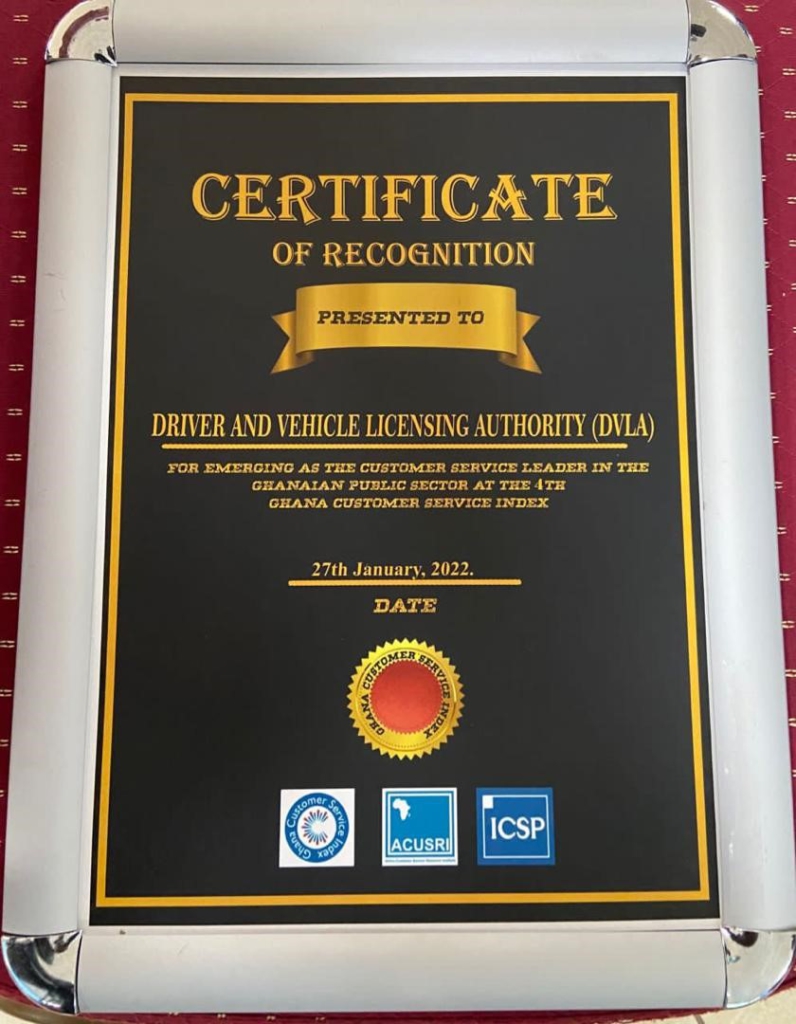 CERTIFICATE
OF RECOGNITION
PRESENTED TO
DRIVER AND VEHICLE LICENSING AUTHORITY (DVLA)
FOR EMERGING AS THE CUSTOMER SERVICE LEADER IN THE
GHANAIAN PUBLIC SECTOR AT THE 4TH
GHANA CUSTOMER SERVICE INDEX
27th January, 2022.
DATE
GHANA CUSTOMER SERVICE INDEX
Ghana Customer Service Index
ACUSRI
ICSP